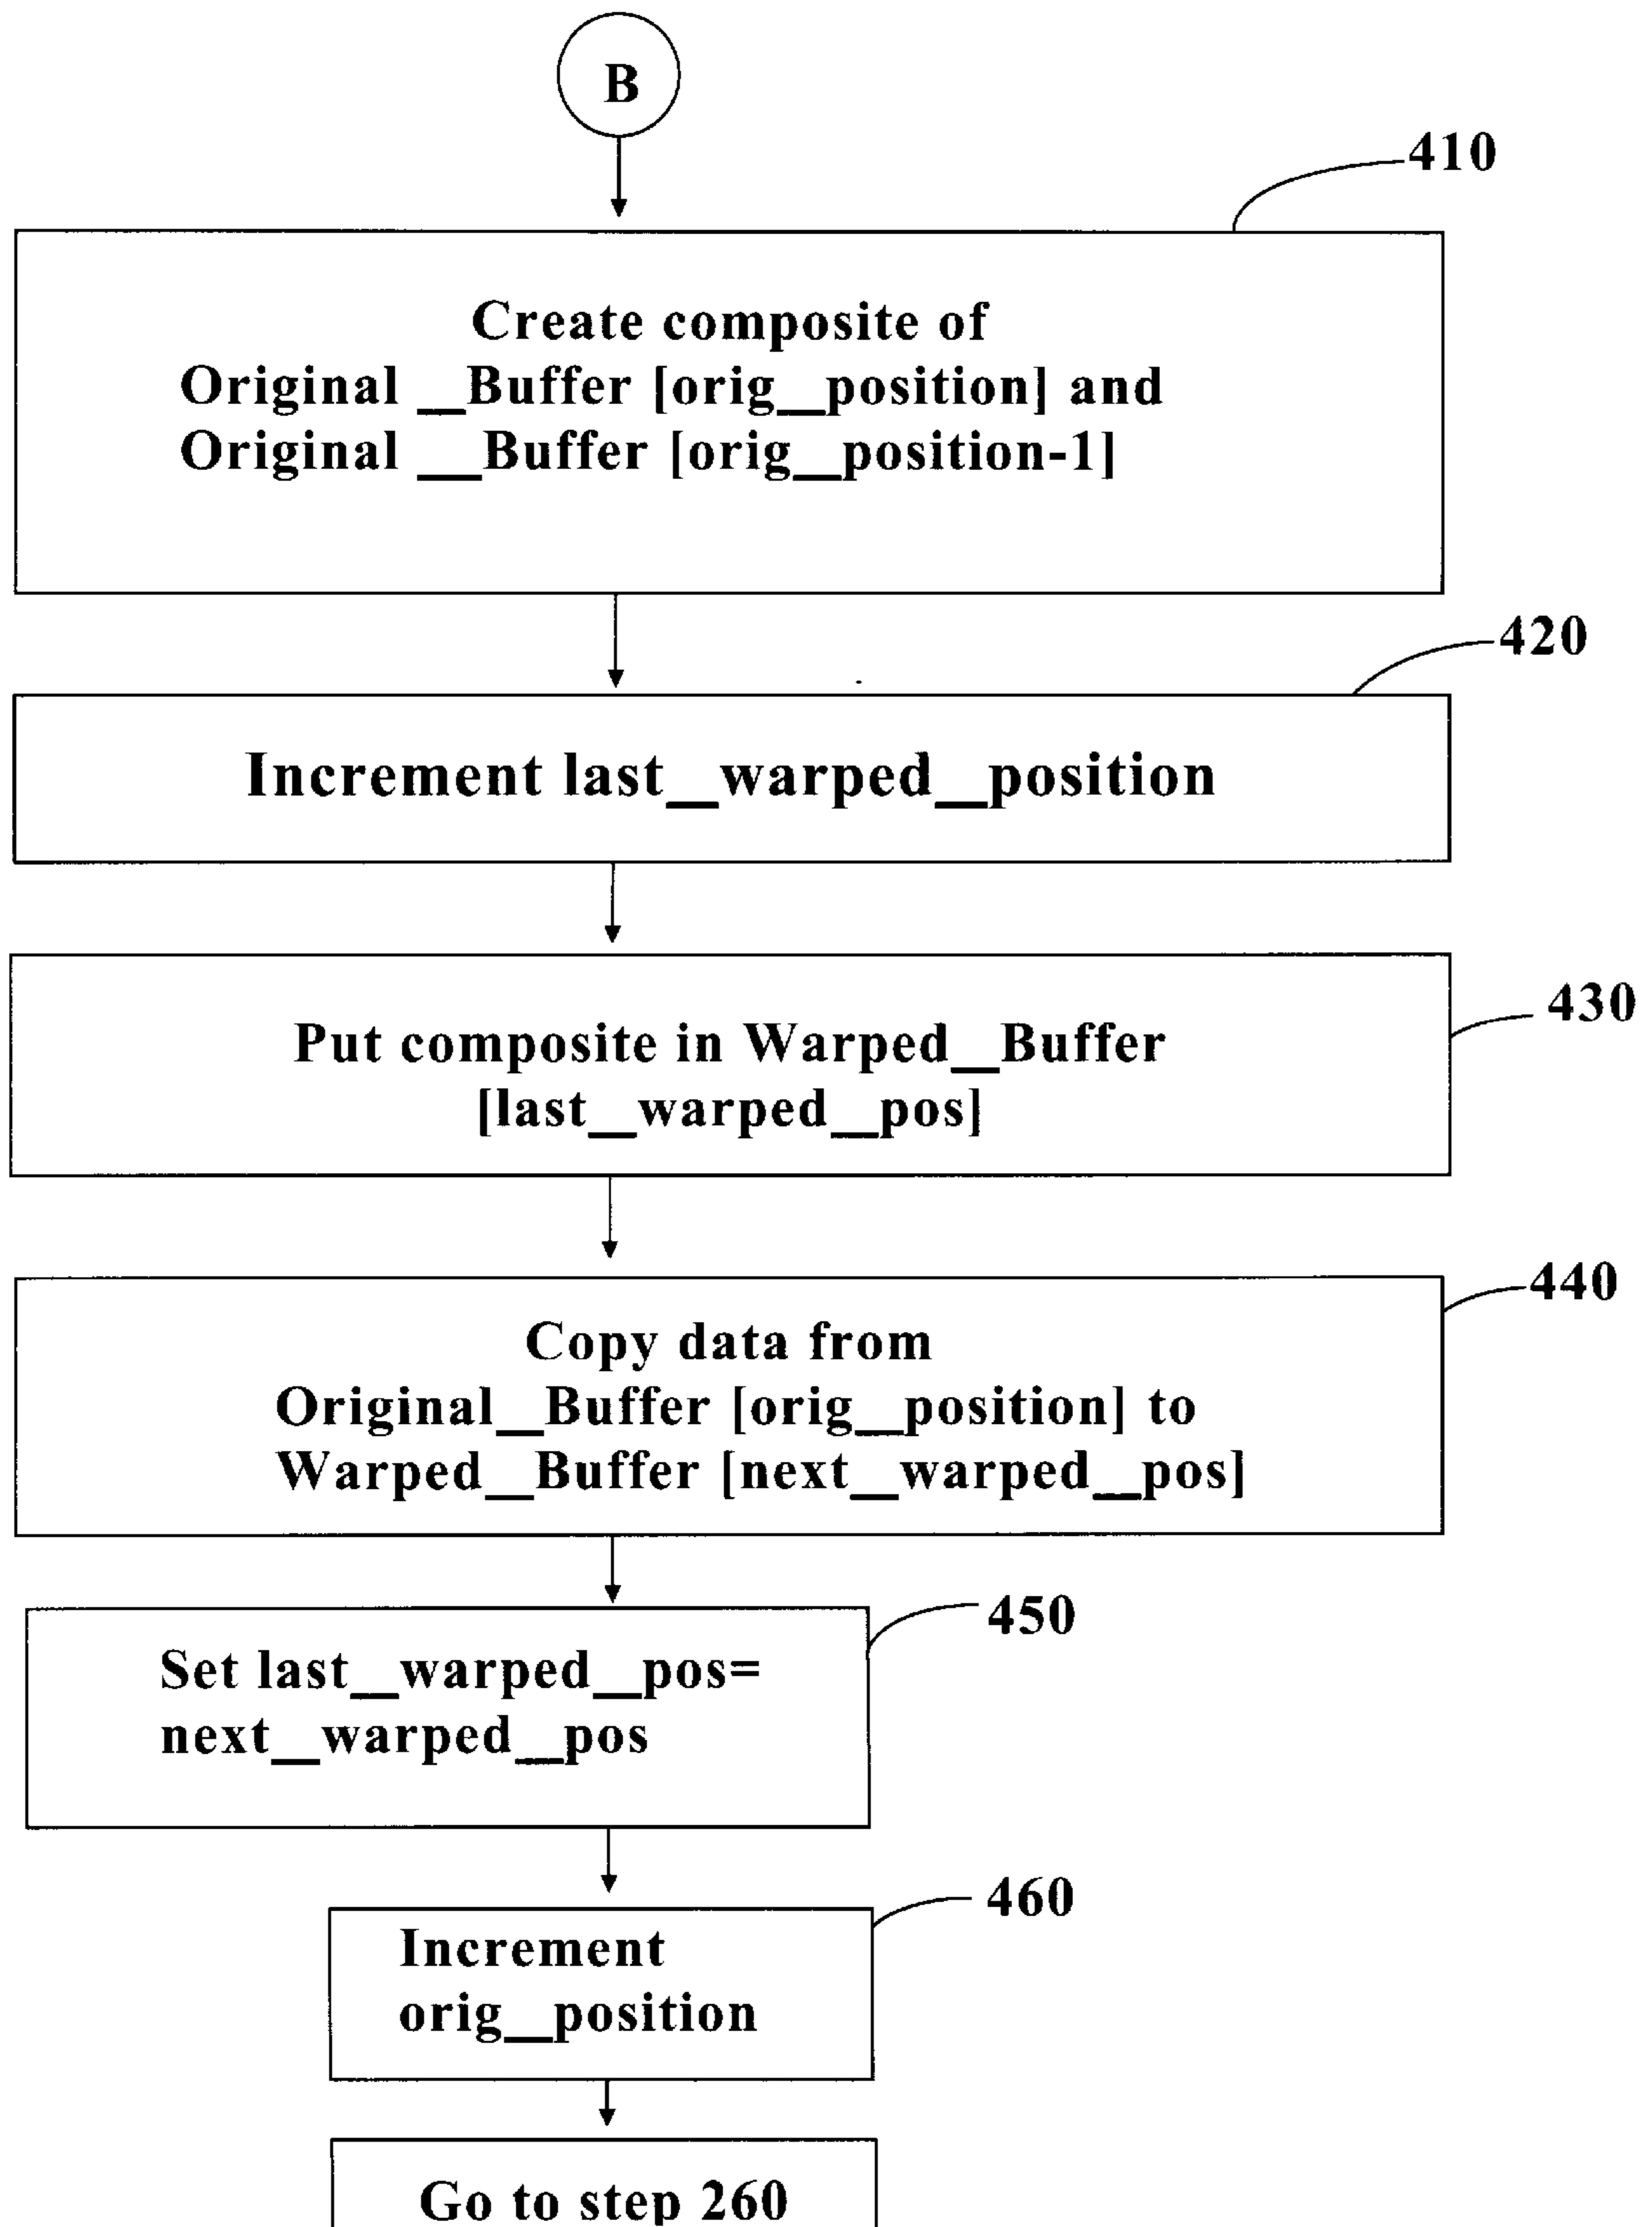 B
410
Create composite of
Original __Buffer [orig__position] and
Original __Buffer [orig__position-1]
420
Increment last__warped__position
430
Put composite in Warped__Buffer
[last__warped__pos]
440
Copy data from
Original__Buffer [orig__position] to
Warped__Buffer [next__warped__pos]
450
Set last__warped__pos=
next__warped__pos
460
Increment
orig__position
Go to step 260